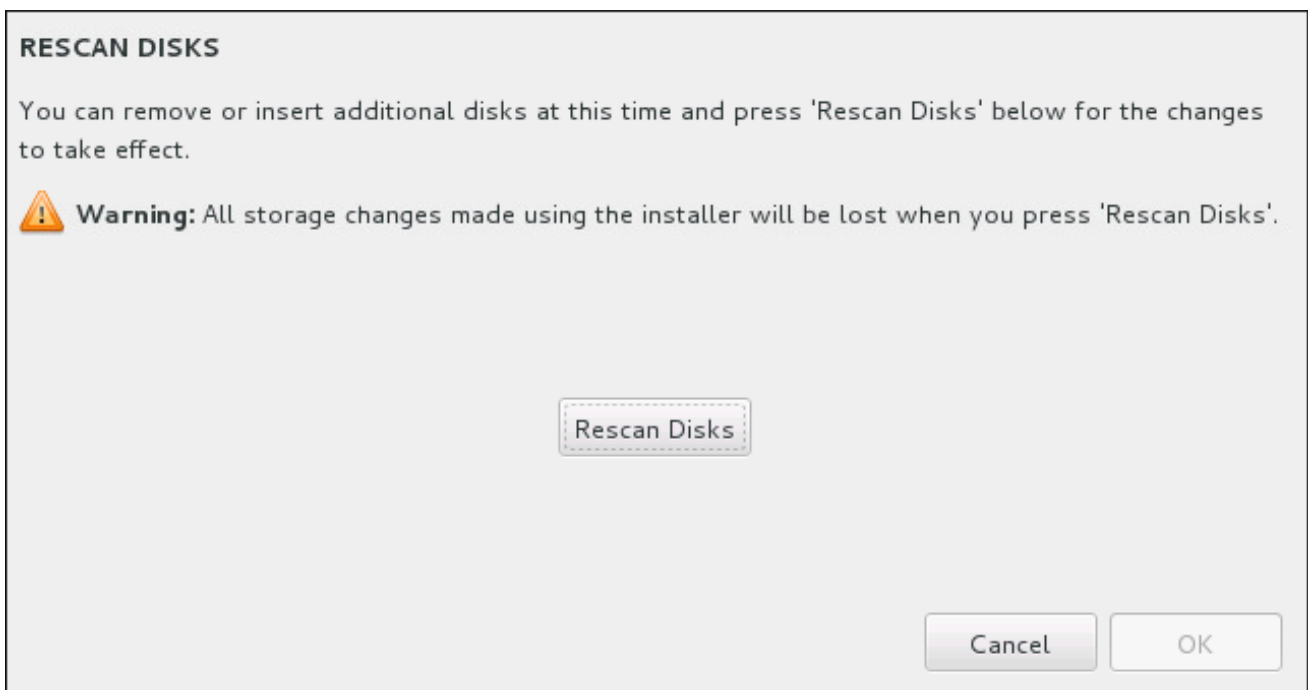 RESCAN DISKS
You can remove or insert additional disks at this time and press 'Rescan Disks' below for the changes
to take effect.
Warning: All storage changes made using the installer will be lost when you press 'Rescan Disks'.
Rescan Disks
Cancel
OK